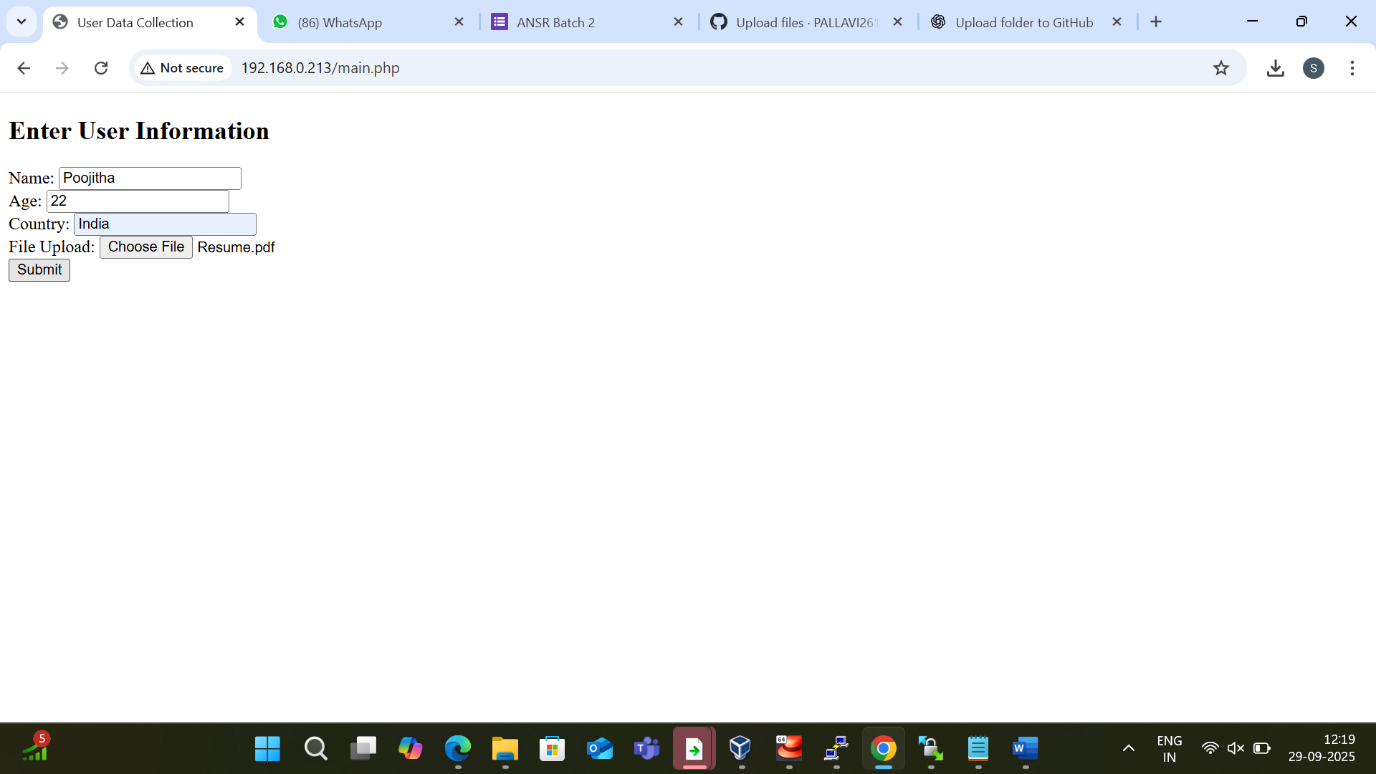 User Data Collection
(86) WhatsApp
ANSR Batch 2
Upload files · PALLAVI261
Upload folder to GitHub
Not secure
192.168.0.213/main.php
S
Enter User Information
Name: Poojitha
Age: 22
Country: India
File Upload: Choose File Resume.pdf
Submit
5
64
W
ENG
IN
12:19
29-09-2025